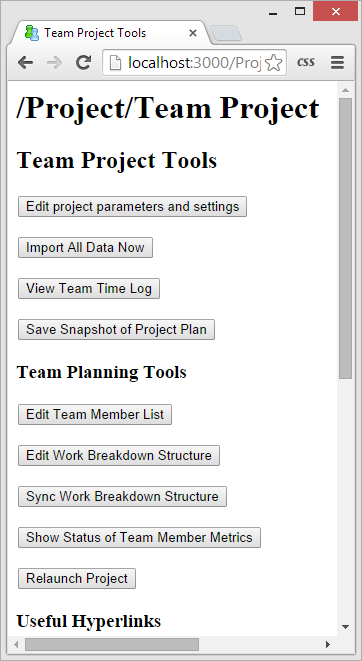 Team Project Tools
localhost:3000/Proj
css
/Project/Team Project
Team Project Tools
Edit project parameters and settings
Import All Data Now
View Team Time Log
Save Snapshot of Project Plan
Team Planning Tools
Edit Team Member List
Edit Work Breakdown Structure
Sync Work Breakdown Structure
Show Status of Team Member Metrics
Relaunch Project
Useful Hyperlinks